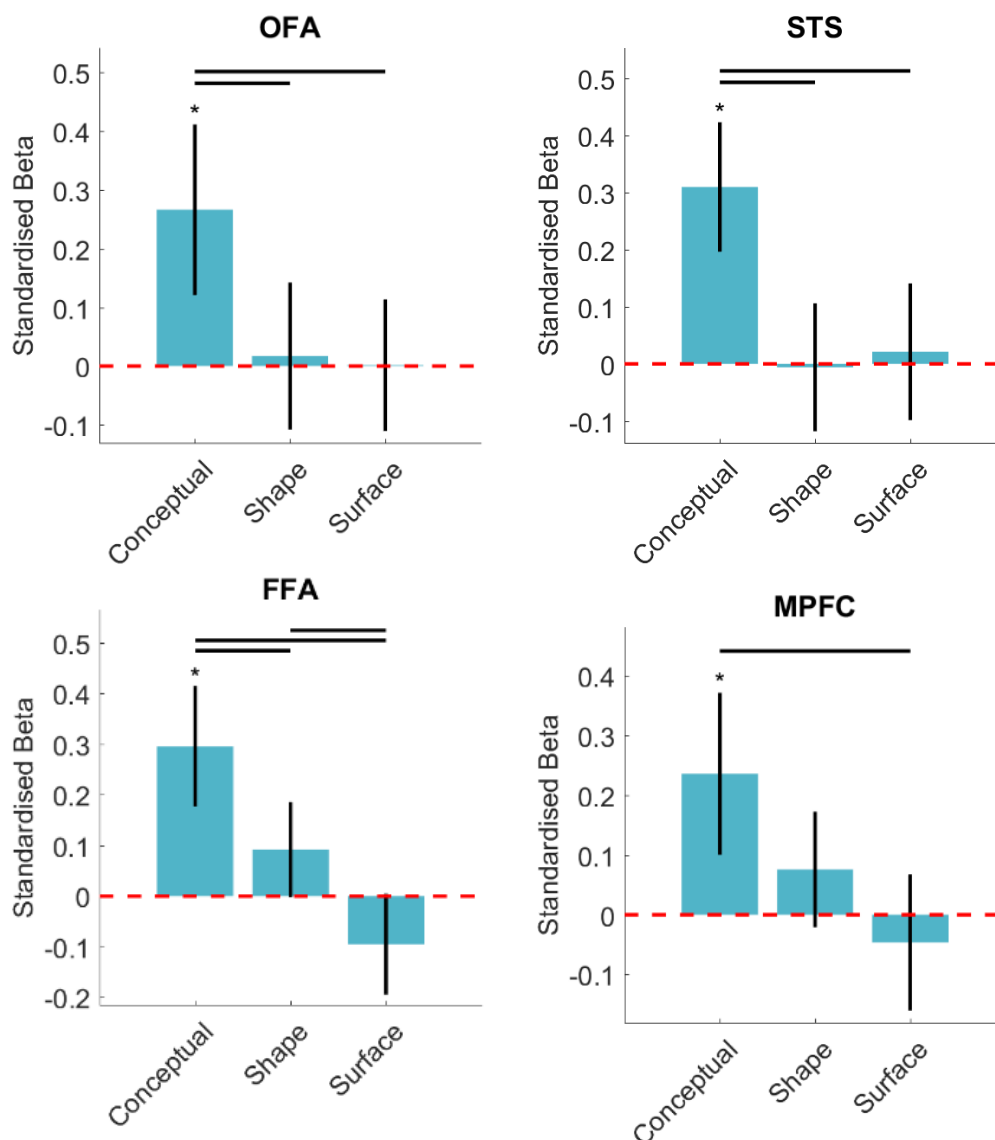 OFA
Standardised Beta
0.5
0.4
0.3
0.2
0.1
0
-0.1
*
Conceptual
Shape
Surface
STS
Standardised Beta
0.5
0.4
0.3
0.2
0.1
0
-0.1
*
Conceptual
Shape
Surface
FFA
Standardised Beta
0.5
0.4
0.3
0.2
0.1
0
-0.1
-0.2
*
Conceptual
Shape
Surface
MPFC
Standardised Beta
0.4
0.3
0.2
0.1
0
-0.1
*
Conceptual
Shape
Surface